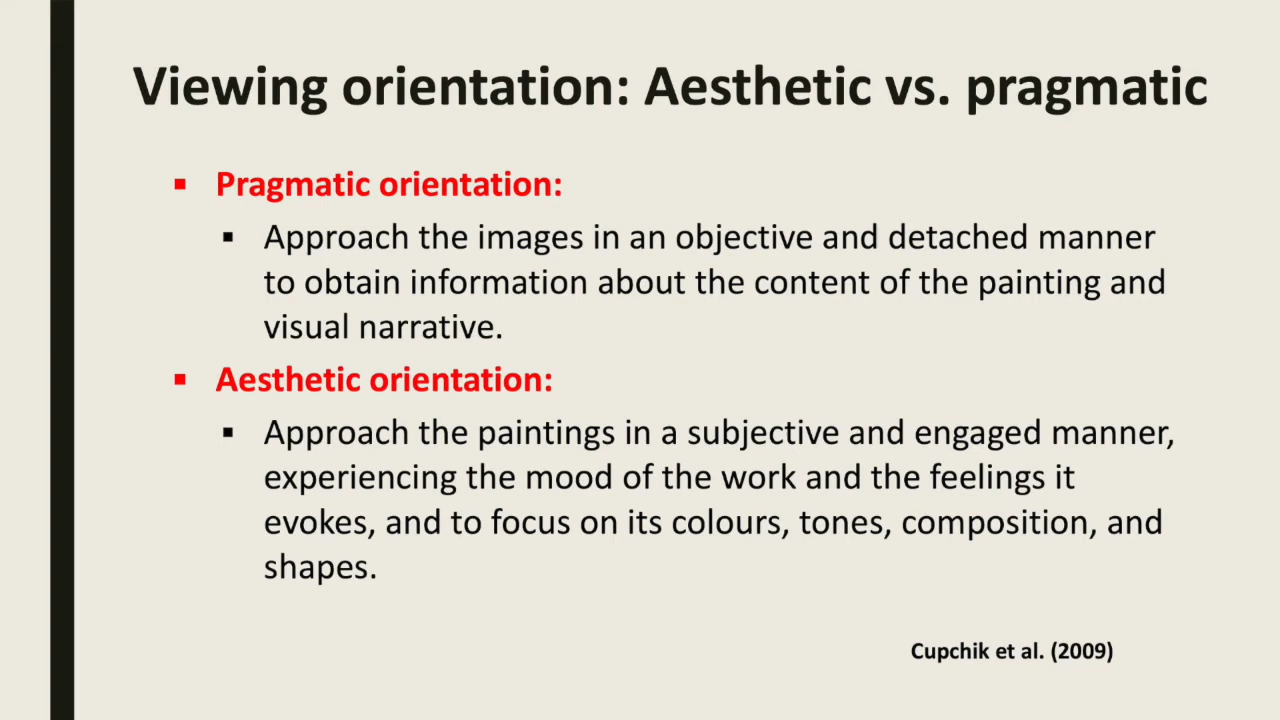 Viewing orientation: Aesthetic vs. pragmatic
Pragmatic orientation:
Approach the images in an objective and detached manner
to obtain information about the content of the painting and
visual narrative.
Aesthetic orientation:
Approach the paintings in a subjective and engaged manner,
experiencing the mood of the work and the feelings it
evokes, and to focus on its colours, tones, composition, and
shapes.
Cupchik et al. (2009)